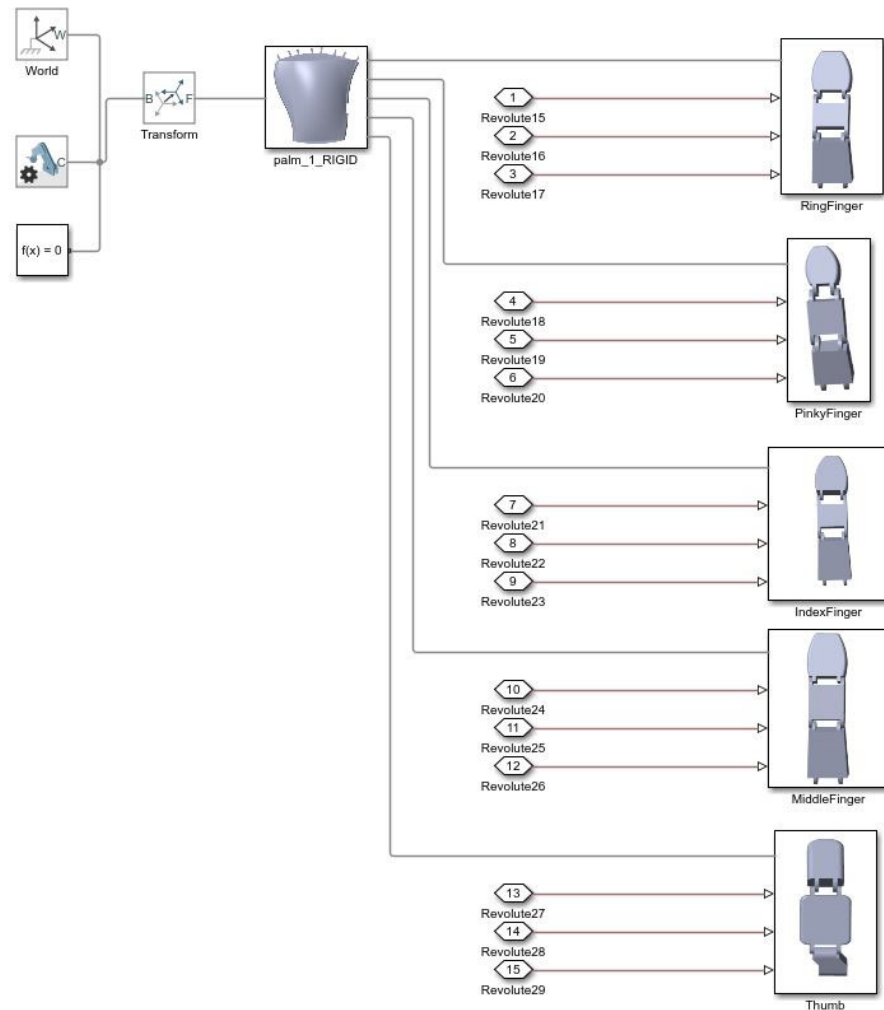 W
World
C
f(x) = 0
B
F
Transform
palm_1_RIGID
1
Revolute15
2
Revolute16
3
Revolute17
RingFinger
4
Revolute18
5
Revolute19
6
Revolute20
PinkyFinger
7
Revolute21
8
Revolute22
9
Revolute23
IndexFinger
10
Revolute24
11
Revolute25
12
Revolute26
MiddleFinger
13
Revolute27
14
Revolute28
15
Revolute29
Thumb